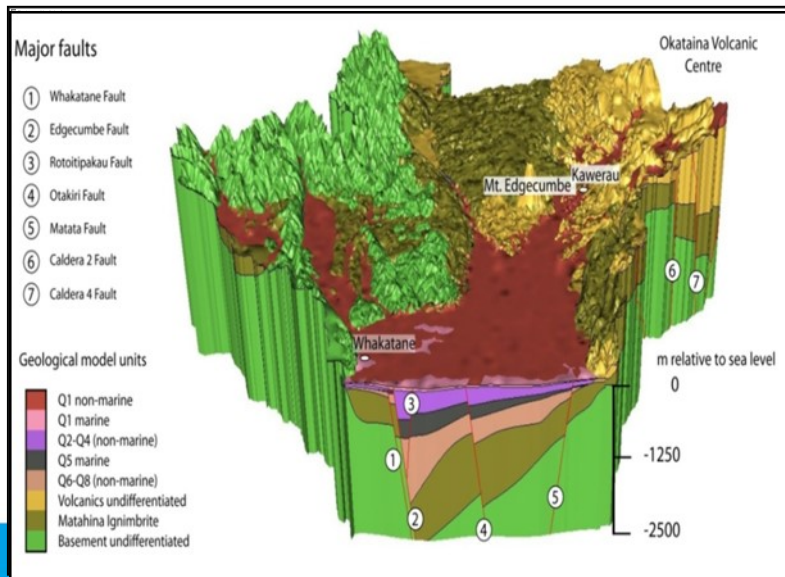 Major faults
1 Whakatane Fault
2 Edgecumbe Fault
3 Rotoitipakau Fault
4 Otakiri Fault
5 Matata Fault
6 Caldera 2 Fault
7 Caldera 4 Fault
Okataina Volcanic
Centre
Kawerau
Mt. Edgecumbe
6
7
Whakatane
m relative to sea level
0
3
1
-1250
5
2
4
-2500
Geological model units
Q1 non-marine
Q1 marine
Q2-Q4 (non-marine)
Q5 marine
Q6-Q8 (non-marine)
Volcanics undifferentiated
Matahina Ignimbrite
Basement undifferentiated